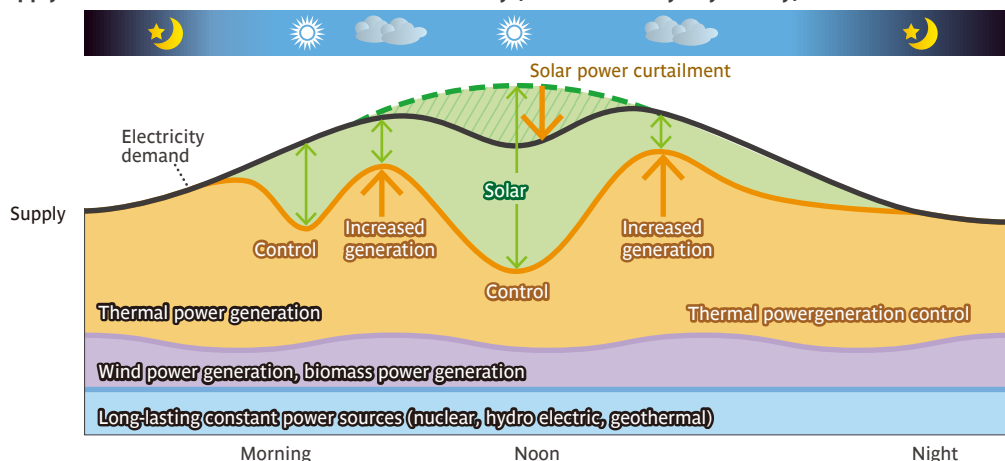 Solar power curtailment
Electricity
demand
Supply
Solar
Increased
generation
Increased
generation
Control
Control
Thermal power generation
Thermal powergeneration control
Wind power generation, biomass power generation
Long-lasting constant power sources (nuclear, hydro electric, geothermal)
Morning
Noon
Night